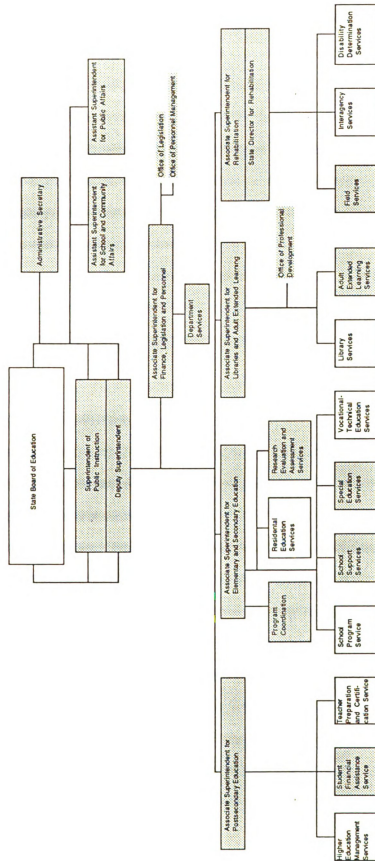 State Board of Education
Administrative Secretary
Superintendent of
Public Instruction
Deputy Superintendent
Assistant Superintendent
for School and Community
Affairs
Assistant Superintendent
for Public Affairs
Associate Superintendent for
Finance, Legislation and Personnel
Office of Legislation
Office of Personnel Management
Department
Services
Associate Superintendent for
Postsecondary Education
Associate Superintendent for
Elementary and Secondary Education
Associate Superintendent for
Libraries and Adult Extended Learning
Associate Superintendent for
Rehabilitation
State Director for Rehabilitation
Program
Coordination
Residental
Education
Services
Research
Evaluation and
Assessment
Services
Office of Professional
Development
Higher
Education
Management
Services
Student
Financial
Assistance
Service
Teacher
Preparation
and Certifi-
cation Service
School
Program
Service
School
Support
Services
Special
Education
Services
Vocational-
Technical
Education
Services
Library
Services
Adult
Extended
Learning
Services
Field
Services
Interagency
Services
Disability
Determination
Services